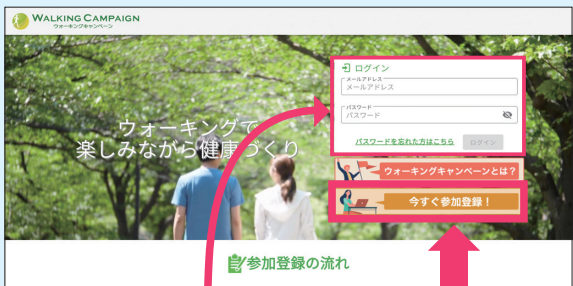 WALKING CAMPAIGN
ウォーキングキャンペーン
ログイン
メールアドレス
メールアドレス
パスワード
パスワード
パスワードを忘れた方はこちら
ログイン
ウォーキングで
楽しみながら健康づくり
ウォーキングキャンペーンとは？
今すぐ参加登録！
参加登録の流れ